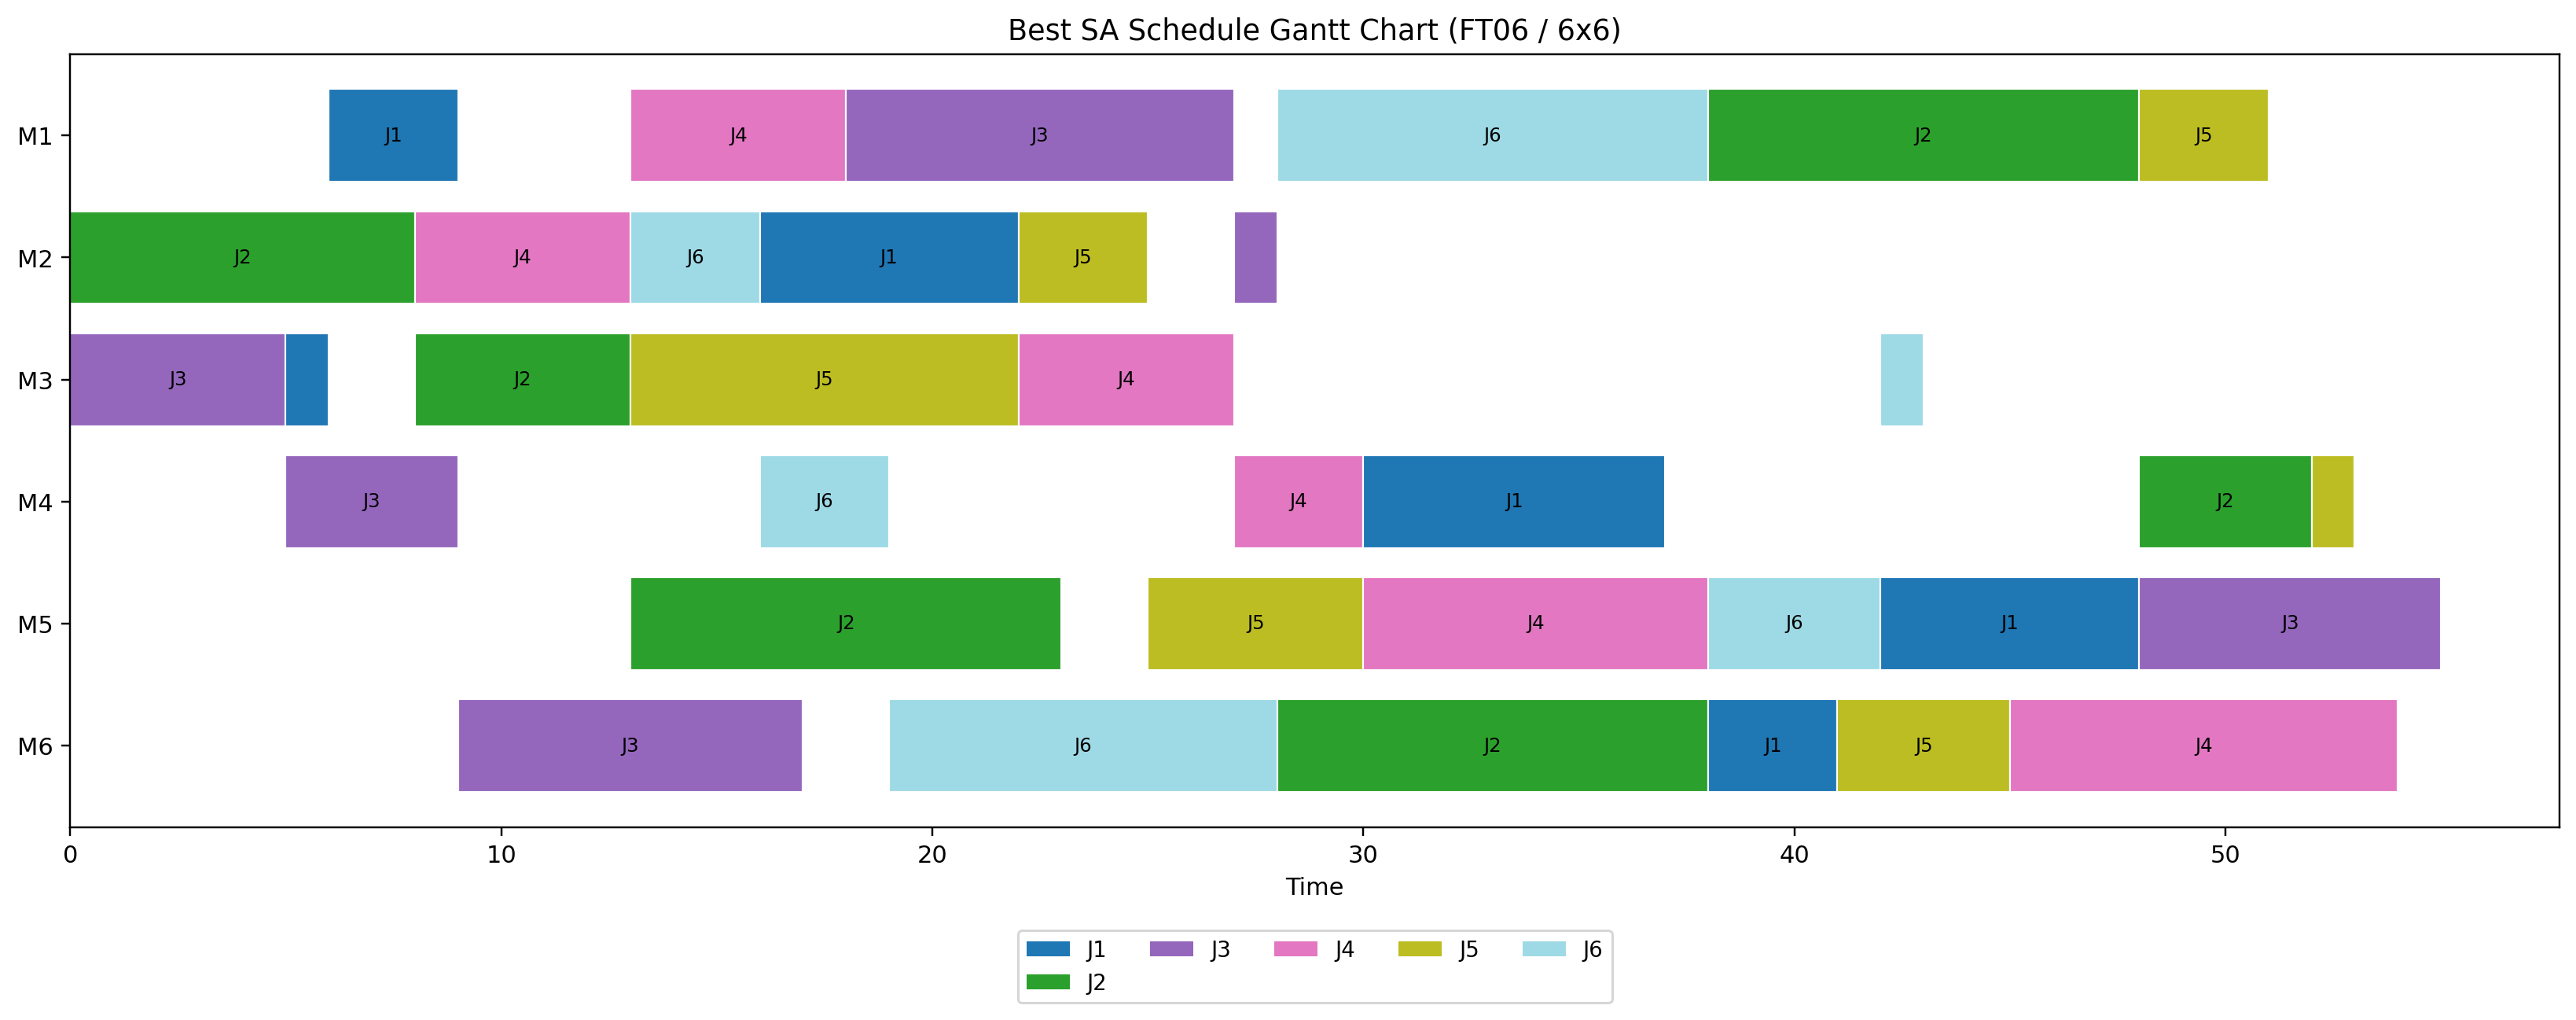 Best SA Schedule Gantt Chart (FT06 / 6x6)
M1 J1 J4 J3 J6 J2 J5
M2 J2 J4 J6 J1 J5
M3 J3 J2 J5 J4
M4 J3 J6 J4 J1 J2
M5 J2 J5 J4 J6 J1 J3
M6 J3 J6 J2 J1 J5 J4
0 10 20 30 40 50
Time
J1 J3 J4 J5 J6
J2